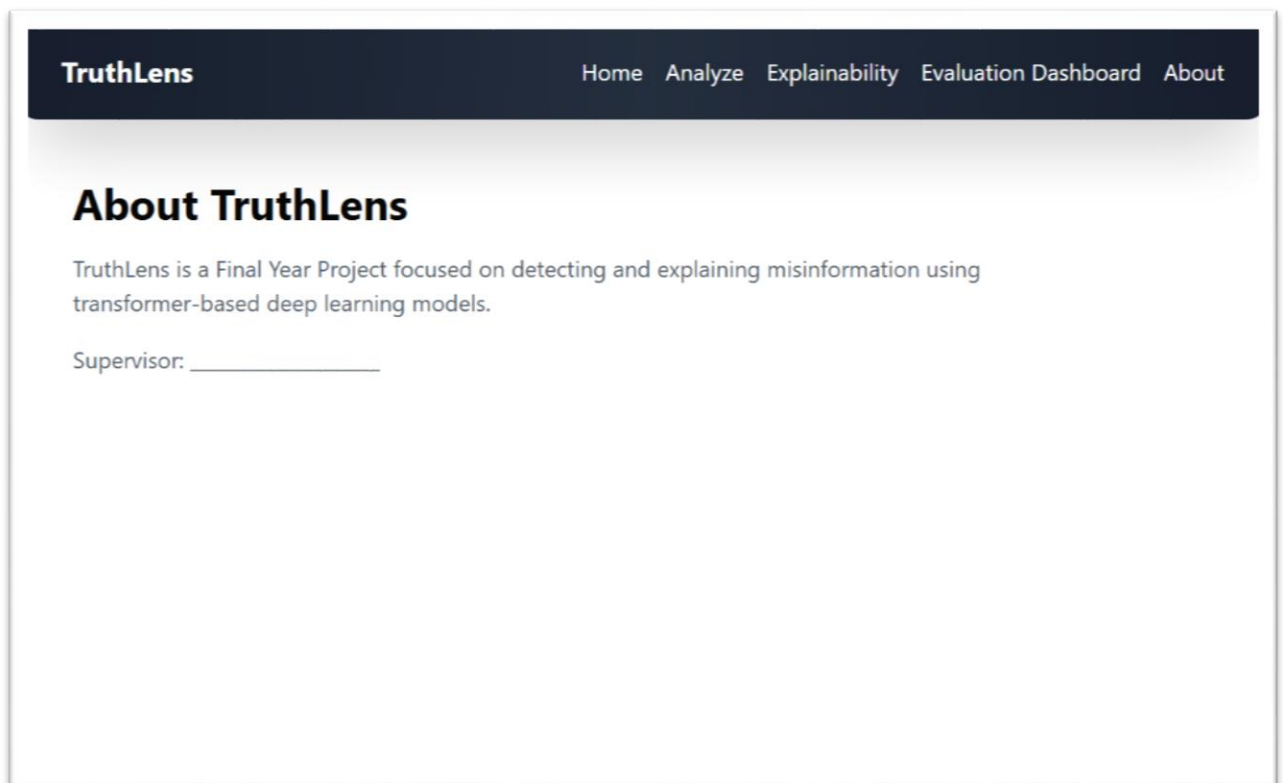 TruthLens
Home Analyze Explainability Evaluation Dashboard About
About TruthLens
TruthLens is a Final Year Project focused on detecting and explaining misinformation using
transformer-based deep learning models.
Supervisor: __________________